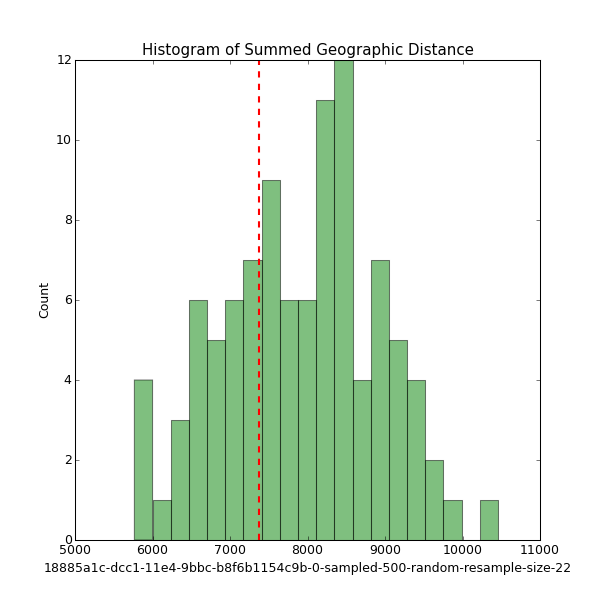 Histogram of Summed Geographic Distance
12
10
8
6
4
2
0
Count
5000 6000 7000 8000 9000 10000 11000
18885a1c-dcc1-11e4-9bbc-b8f6b1154c9b-0-sampled-500-random-resample-size-22